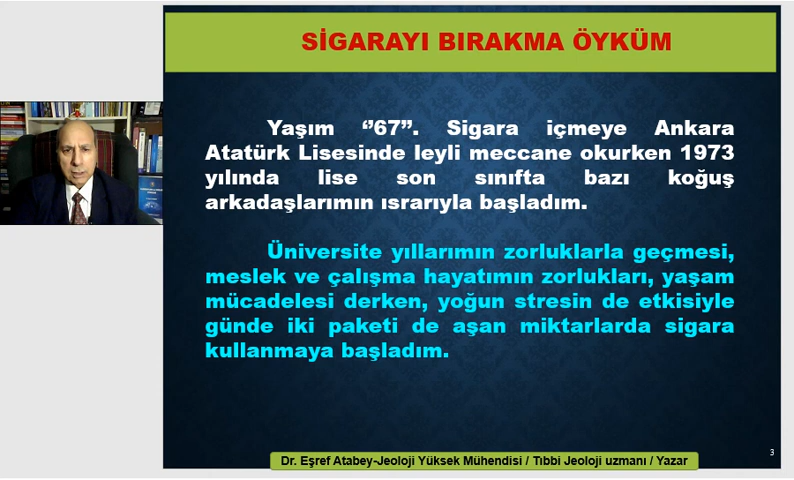 SİGARAYI BIRAKMA ÖYKÜM
Yaşım ‘’67’’. Sigara içmeye Ankara
Atatürk Lisesinde leyli meccane okurken 1973
yılında lise son sınıfta bazı koğuş
arkadaşlarımın ısrarıyla başladım.
Üniversite yıllarımın zorluklarla geçmesi,
meslek ve çalışma hayatımın zorlukları, yaşam
mücadelesi derken, yoğun stresin de etkisiyle
günde iki paketi de aşan miktarlarda sigara
kullanmaya başladım.
3
Dr. Eşref Atabey-Jeoloji Yüksek Mühendisi / Tıbbi Jeoloji uzmanı / Yazar